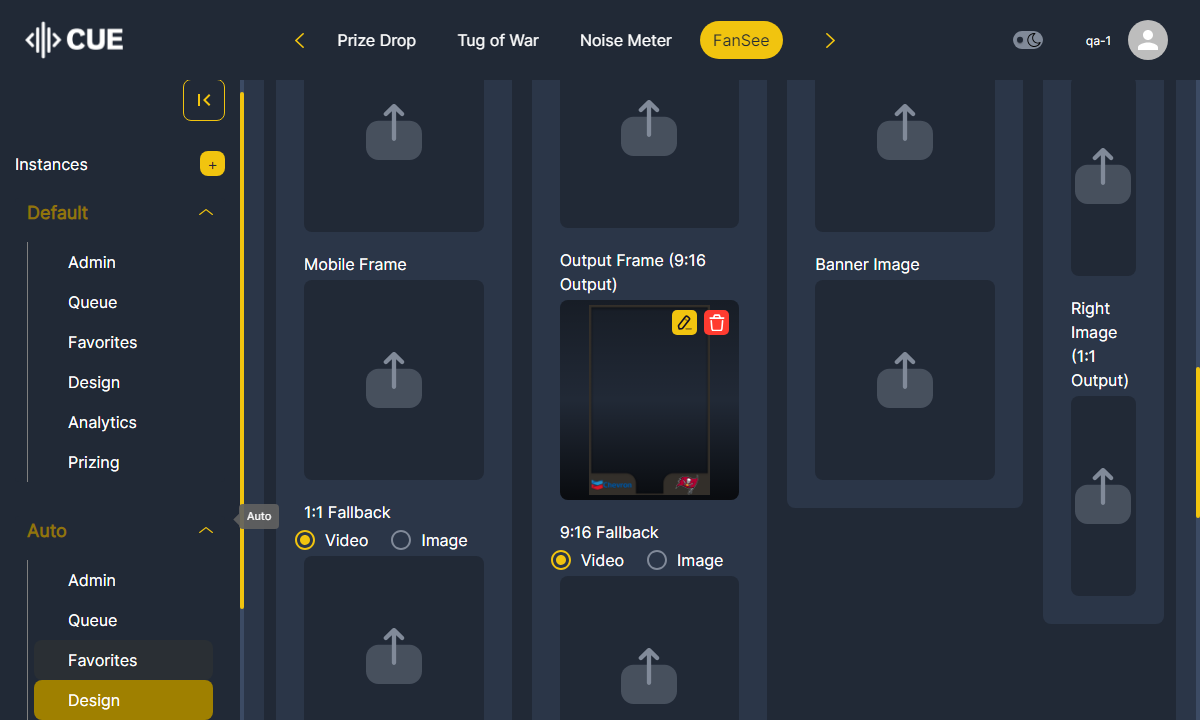 CUE
Prize Drop
Tug of War
Noise Meter
FanSee
qa-1
Instances
+
Default
Admin
Queue
Favorites
Design
Analytics
Prizing
Auto
Auto
Admin
Queue
Favorites
Design
Mobile Frame
1:1 Fallback
Video
Image
Output Frame (9:16
Output)
9:16 Fallback
Video
Image
Banner Image
Right
Image
(1:1
Output)